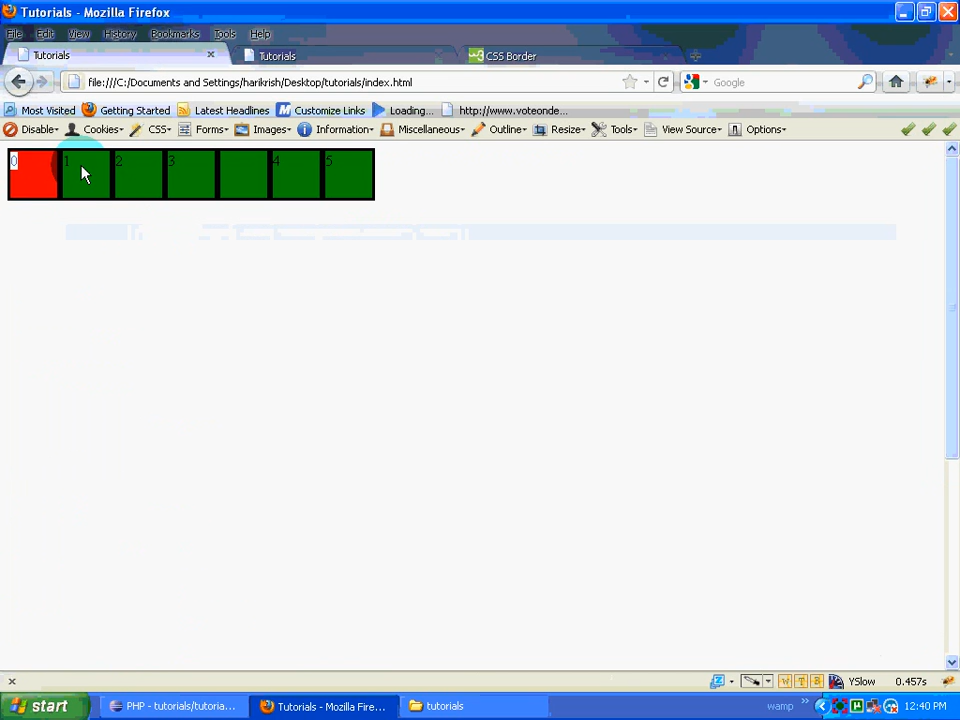 Tutorials - Mozilla Firefox
File Edit View History Bookmarks Tools Help
Tutorials Tutorials CSS Border
file:///C:/Documents and Settings/harikrish/Desktop/tutorials/index.html Google
Most Visited Getting Started Latest Headlines Customize Links Loading... http://www.voteonde...
Disable Cookies CSS Forms Images Information Miscellaneous Outline Resize Tools View Source Options
0 1 2 3 4 5
YSlow 0.457s
start PHP - tutorials/tutoria... Tutorials - Mozilla Fire... tutorials wamp 12:40 PM